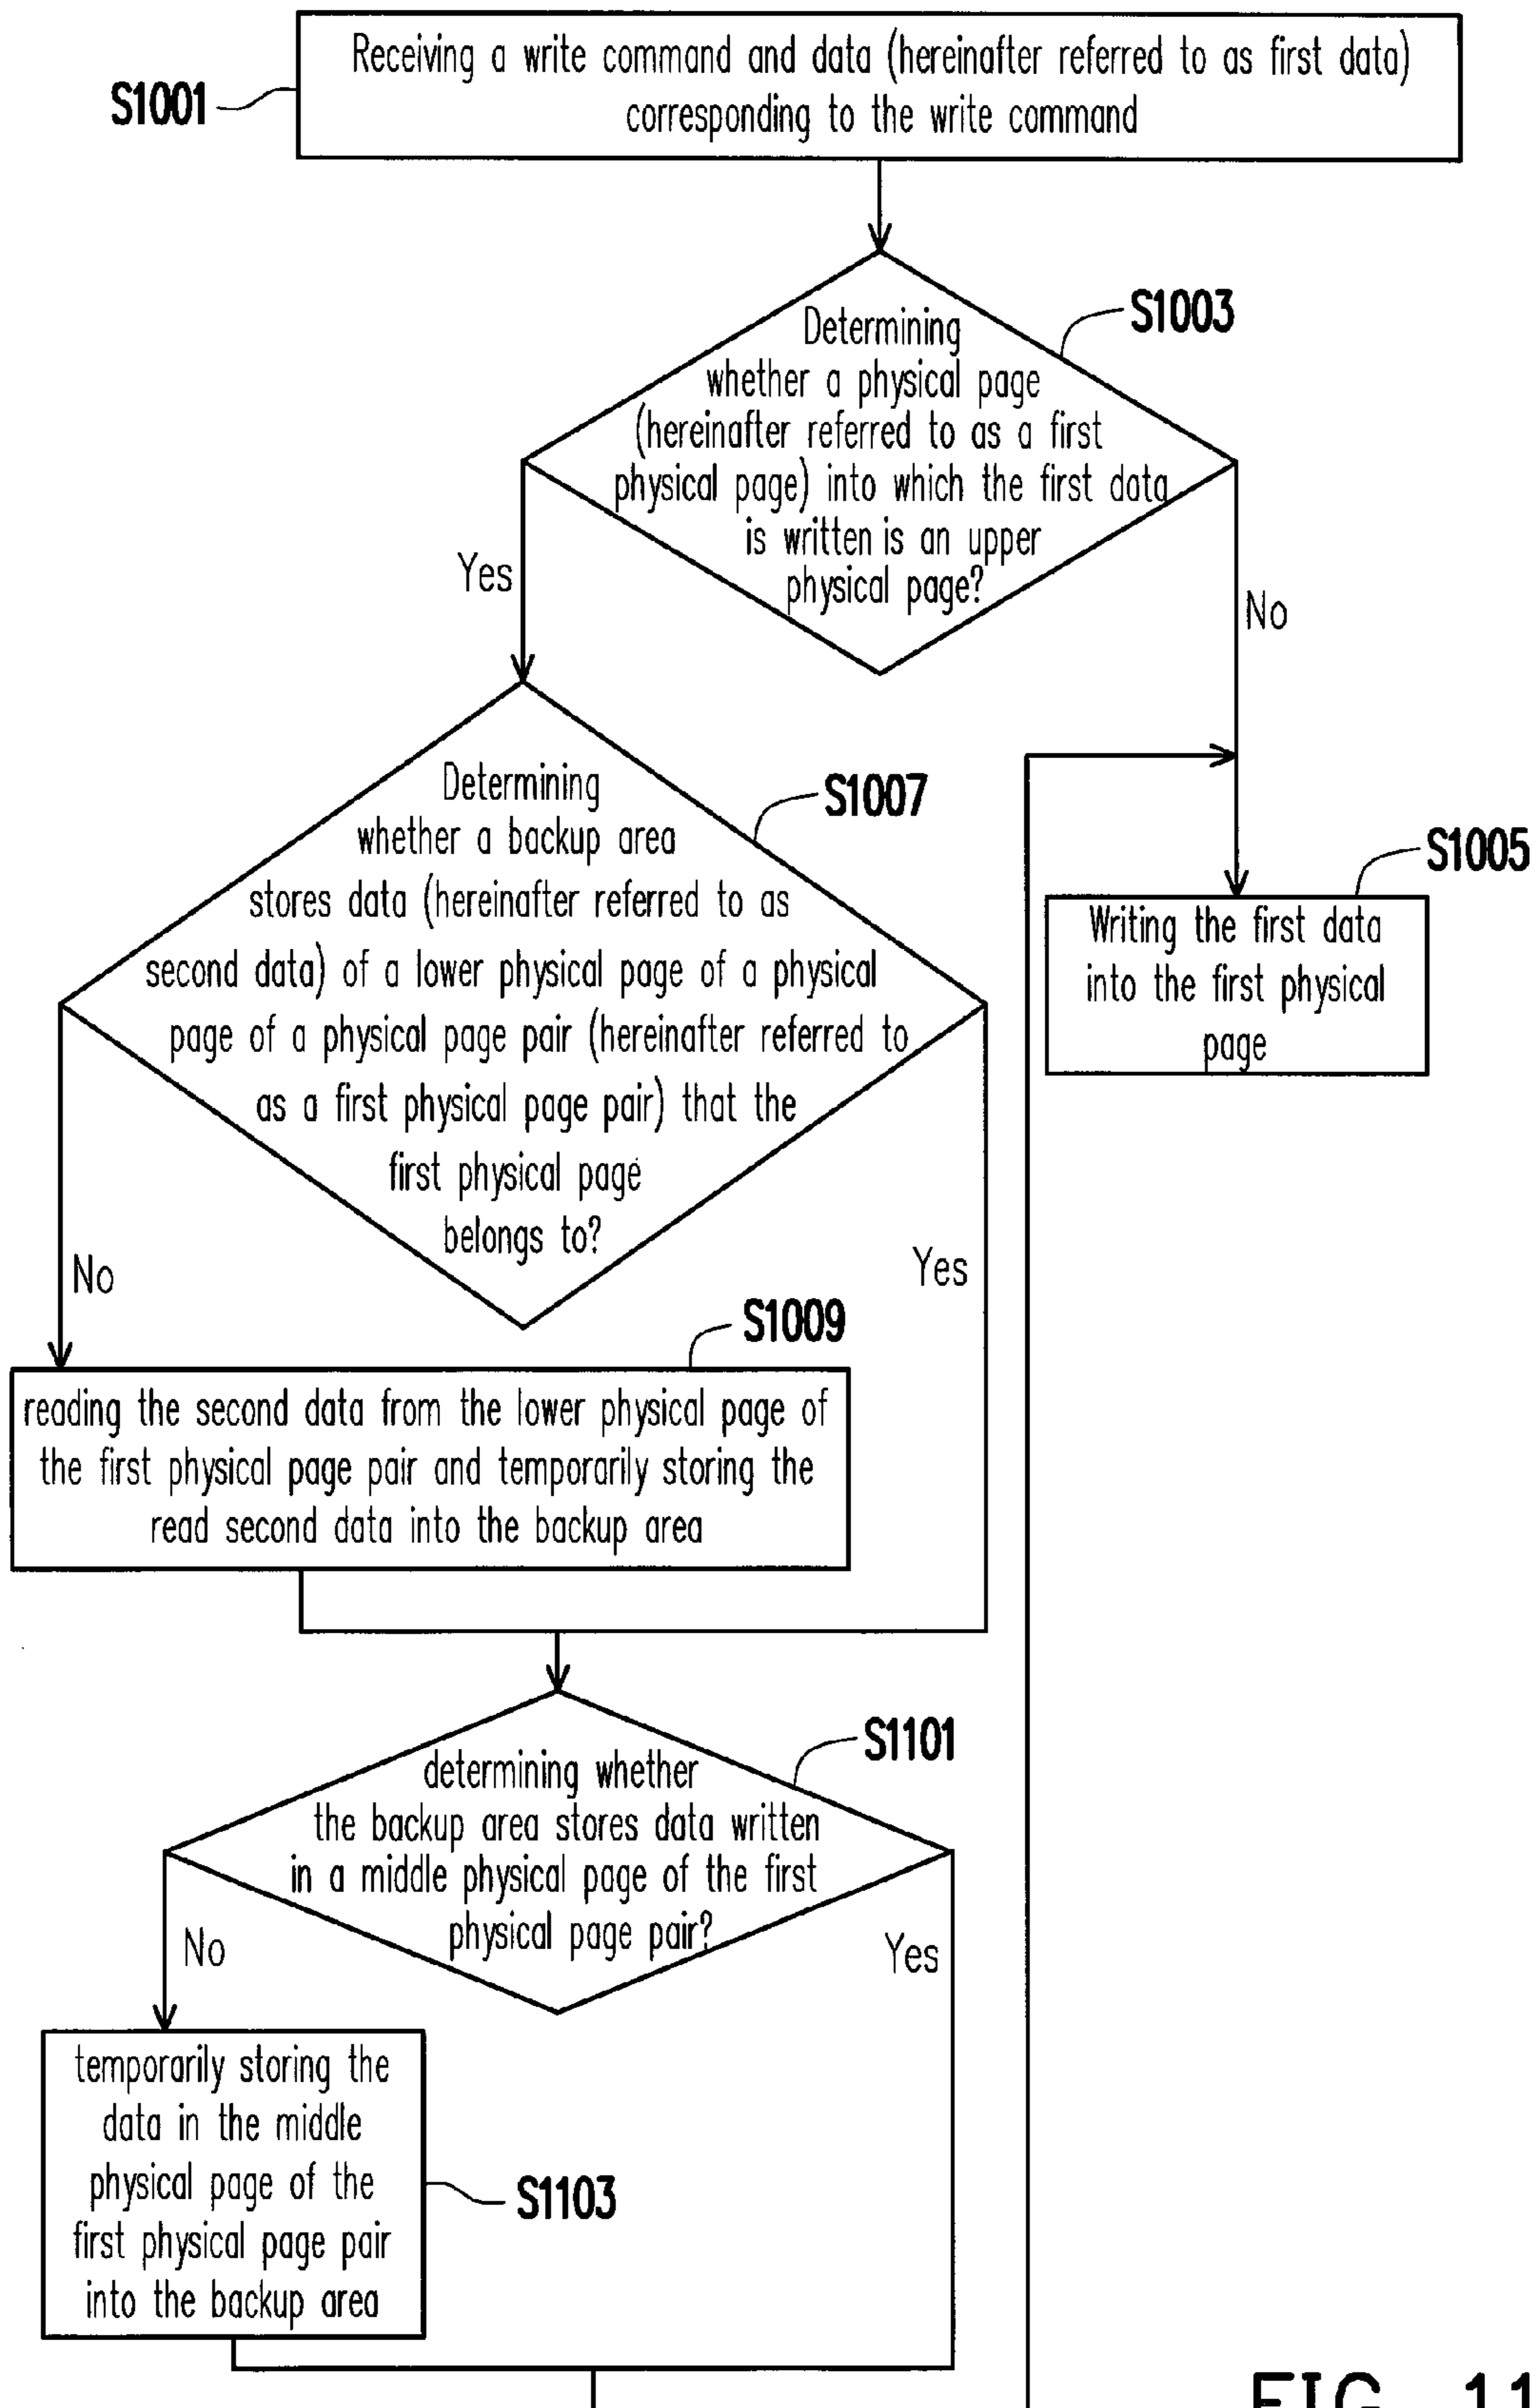 Receiving a write command and data (hereinafter referred to as first data)
corresponding to the write command
S1001
S1003
Determining
whether a physical page
(hereinafter referred to as a first
physical page) into which the first data
is written is an upper
physical page?
Yes
No
S1007
Determining
whether a backup area
stores data (hereinafter referred to as
second data) of a lower physical page of a physical
page of a physical page pair (hereinafter referred to
as a first physical page pair) that the
first physical page
belongs to?
S1005
Writing the first data
into the first physical
page
No
Yes
S1009
reading the second data from the lower physical page of
the first physical page pair and temporarily storing the
read second data into the backup area
S1101
determining whether
the backup area stores data written
in a middle physical page of the first
physical page pair?
No
Yes
temporarily storing the
data in the middle
physical page of the
first physical page pair
into the backup area
S1103
FIG. 11